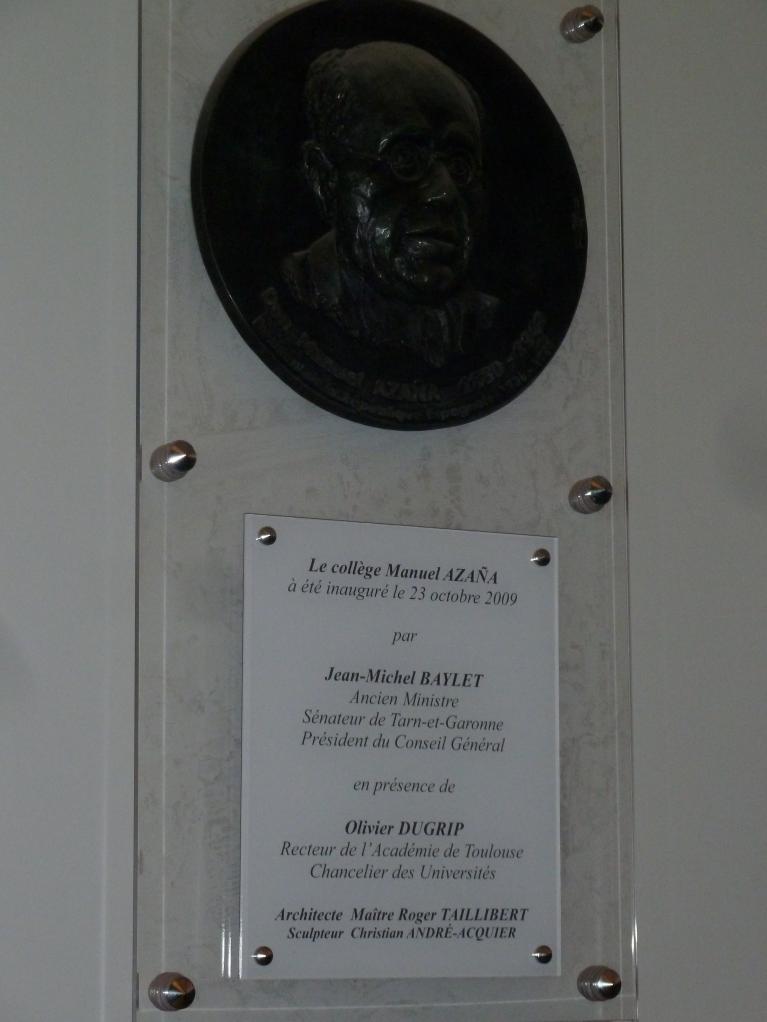 Manuel AZAÑA
Le collège Manuel AZAÑA
à été inauguré le 23 octobre 2009
par
Jean-Michel BAYLET
Ancien Ministre
Sénateur de Tarn-et-Garonne
Président du Conseil Général
en présence de
Olivier DUGRIP
Recteur de l'Académie de Toulouse
Chancelier des Universités
Architecte Maître Roger TAILLIBERT
Sculpteur Christian ANDRÉ-ACQUIER